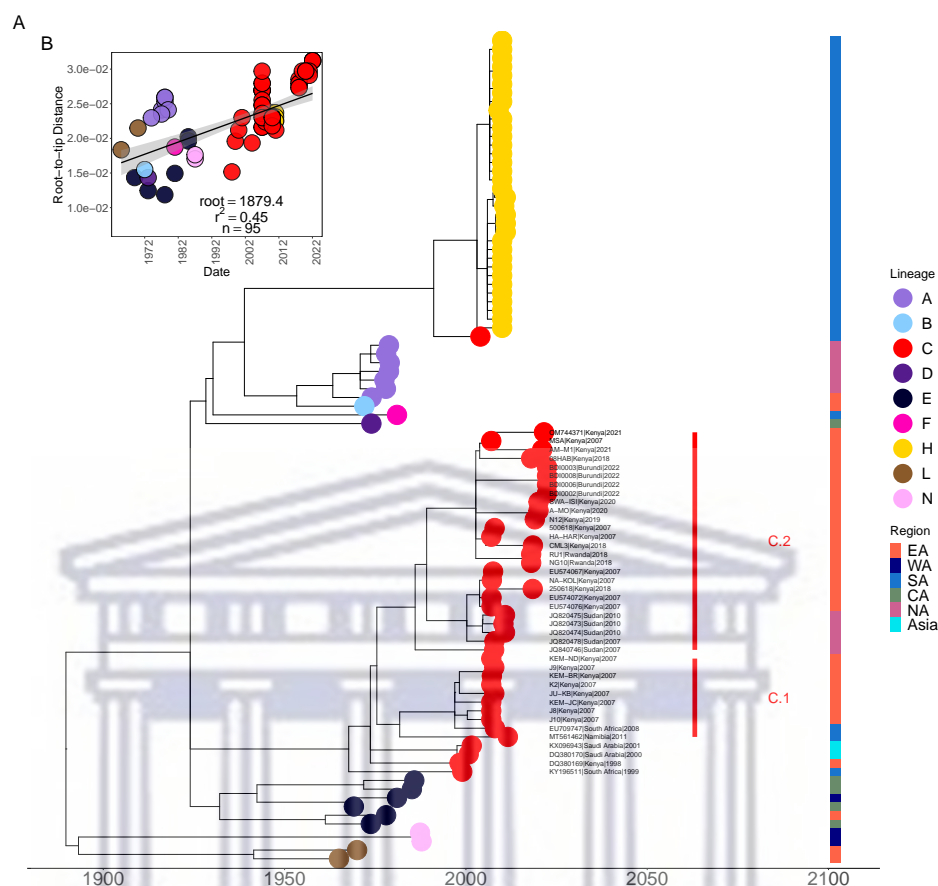 A
B
Root−to−tip Distance
3.0e−02
2.5e−02
2.0e−02
1.5e−02
1.0e−02
root = 1879.4
r² = 0.45
n = 95
1972
1982
1992
2002
2012
2022
Date
Lineage
A
B
C
D
E
F
H
L
N
Region
EA
WA
SA
CA
NA
Asia
OM744371|Kenya|2021
MSA|Kenya|2007
AM−M1|Kenya|2021
98HAB|Kenya|2018
BDI0003|Burundi|2022
BDI0008|Burundi|2022
BDI0006|Burundi|2022
BDI0002|Burundi|2022
SWA−ISI|Kenya|2020
A−MO|Kenya|2020
N12|Kenya|2019
500618|Kenya|2007
HA−HAR|Kenya|2007
CML3|Kenya|2018
RU1|Rwanda|2018
NG10|Rwanda|2018
EU574067|Kenya|2007
NA−KOL|Kenya|2007
250618|Kenya|2018
EU574072|Kenya|2007
EU574076|Kenya|2007
JQ820475|Sudan|2010
JQ820473|Sudan|2010
JQ820474|Sudan|2010
JQ820478|Sudan|2007
JQ840746|Sudan|2007
KEM−ND|Kenya|2007
J9|Kenya|2007
KEM−BR|Kenya|2007
K2|Kenya|2007
JU−KB|Kenya|2007
KEM−JC|Kenya|2007
J8|Kenya|2007
J10|Kenya|2007
EU709747|South Africa|2008
MT561462|Namibia|2011
KX096943|Saudi Arabia|2001
DQ380170|Saudi Arabia|2000
DQ380169|Kenya|1998
KY196511|South Africa|1999
C.2
C.1
1900
1950
2000
2050
2100